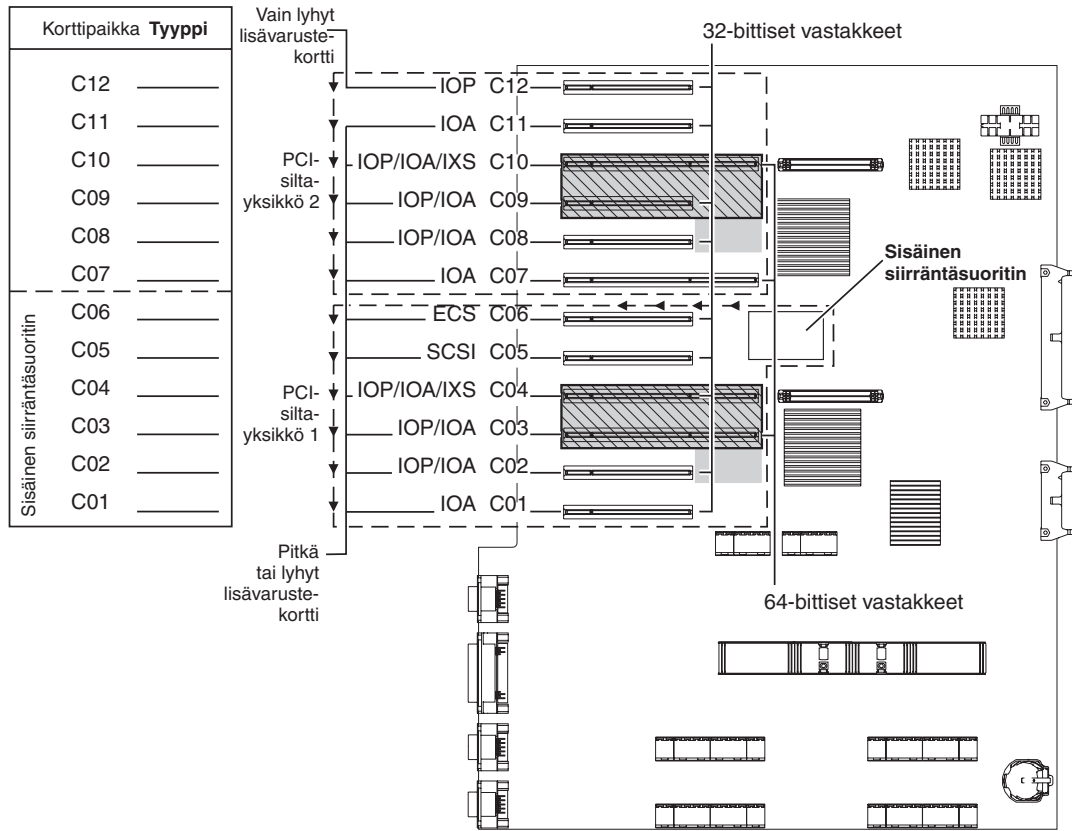 Korttipaikka Tyyppi
C12
C11
C10
C09
C08
C07
C06
C05
C04
C03
C02
C01
Sisäinen siirräntäsuoritin
Vain lyhyt
lisävaruste-
kortti
32-bittiset vastakkeet
IOP C12
IOA C11
IOP/IOA/IXS C10
IOP/IOA C09
IOP/IOA C08
IOA C07
PCI-
silta-
yksikkö 2
Sisäinen
siirräntäsuoritin
ECS C06
SCSI C05
IOP/IOA/IXS C04
IOP/IOA C03
IOP/IOA C02
IOA C01
PCI-
silta-
yksikkö 1
Pitkä
tai lyhyt
lisävaruste-
kortti
64-bittiset vastakkeet